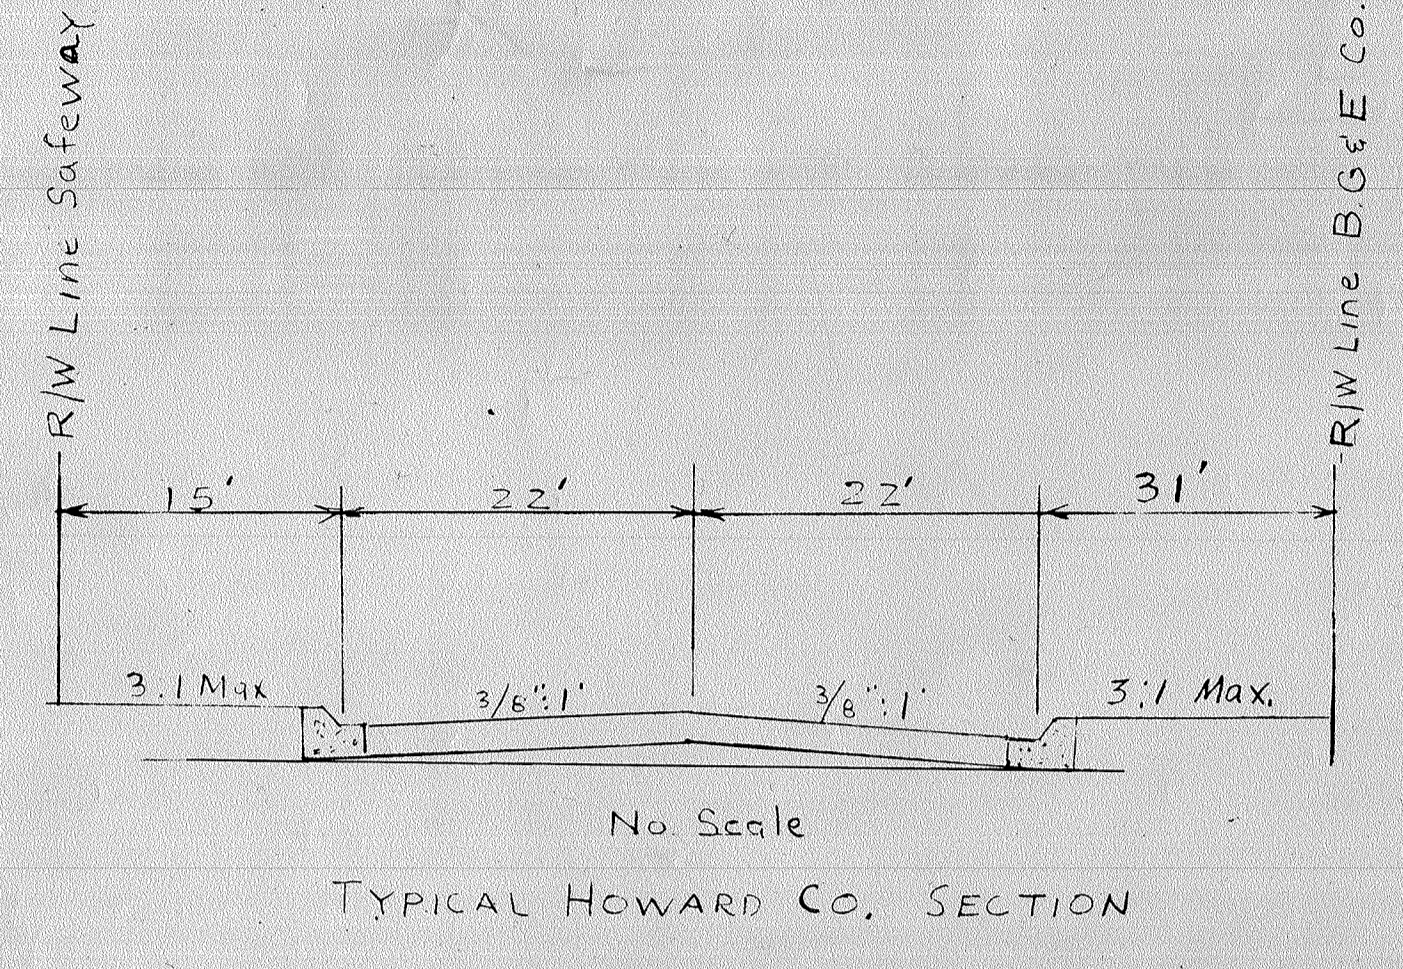 R/W Line Safeway
R/W Line B.G & E Co.
15' 22' 22' 31'
3:1 Max 3/8":1' 3/8":1' 3:1 Max.
No Scale
TYPICAL HOWARD CO. SECTION